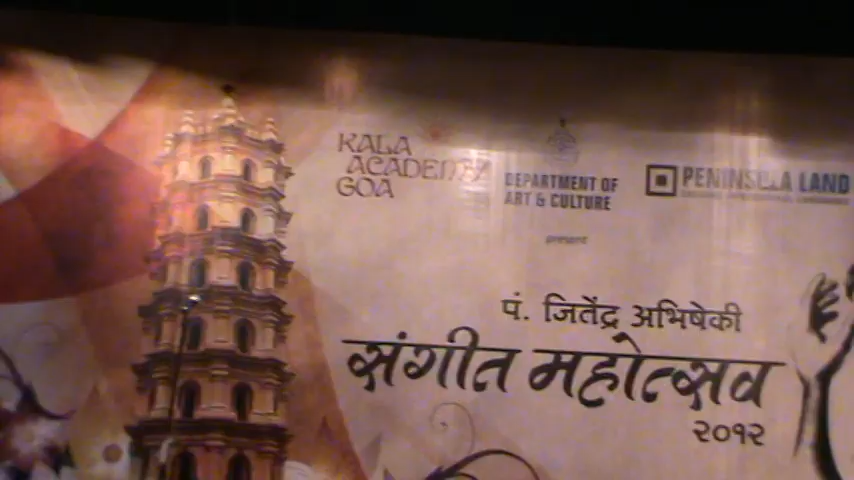 KALA
ACADEMY
GOA
DEPARTMENT OF
ART & CULTURE
PENINSULA LAND
present
पं. जितेंद्र अभिषेकी
संगीत महोत्सव
२०१२